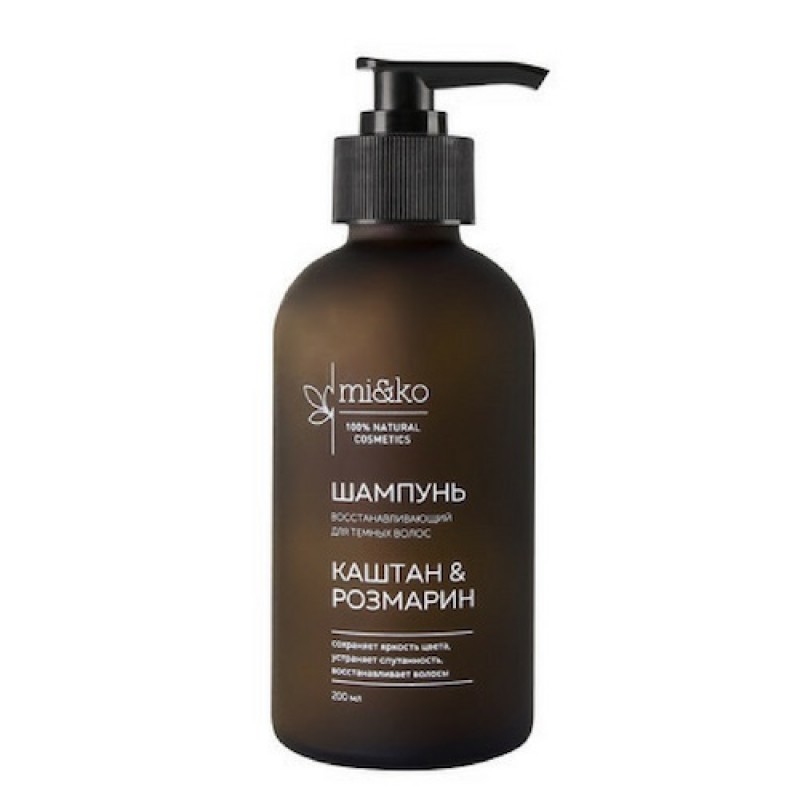 mi&ko
100% NATURAL
COSMETICS
ШАМПУНЬ
ВОССТАНАВЛИВАЮЩИЙ
ДЛЯ ТЕМНЫХ ВОЛОС
КАШТАН &
РОЗМАРИН
сохраняет яркость цвета,
устраняет спутанность,
восстанавливает волосы
200 мл